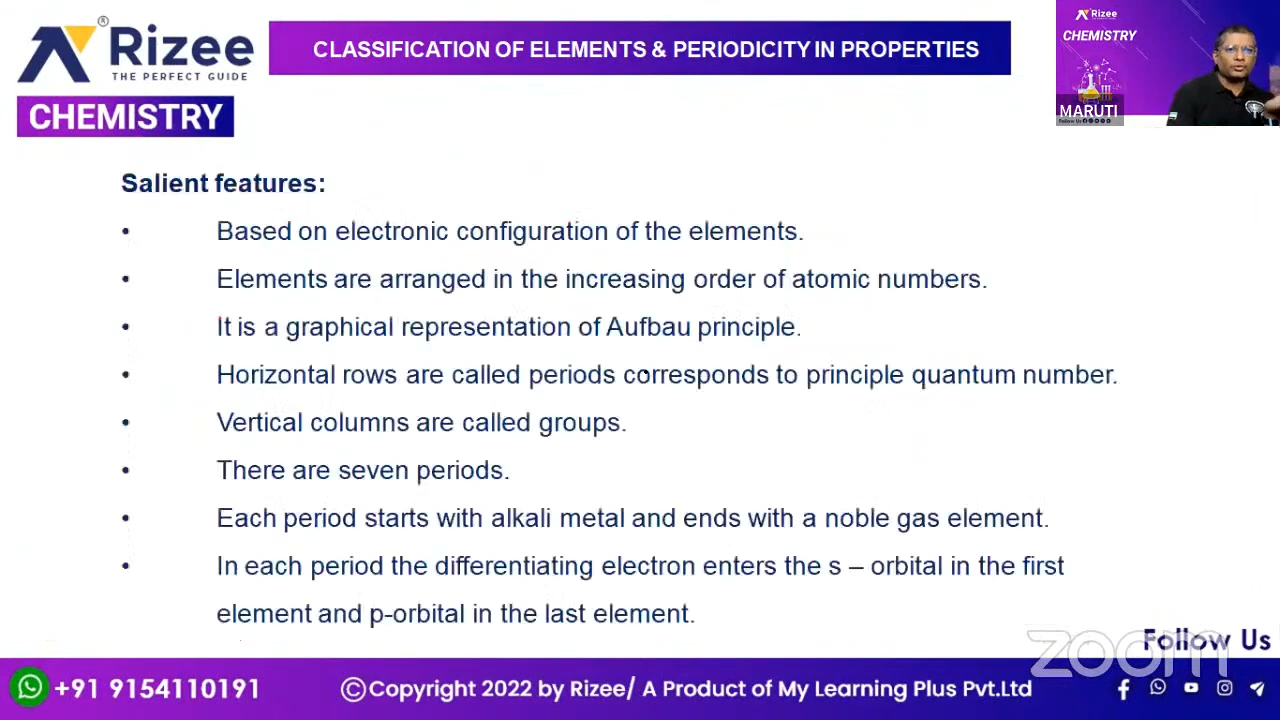 Rizee®
THE PERFECT GUIDE
CHEMISTRY
CLASSIFICATION OF ELEMENTS & PERIODICITY IN PROPERTIES
Rizee
CHEMISTRY
MARUTI
Follow Us
Salient features:
• Based on electronic configuration of the elements.
• Elements are arranged in the increasing order of atomic numbers.
• It is a graphical representation of Aufbau principle.
• Horizontal rows are called periods corresponds to principle quantum number.
• Vertical columns are called groups.
• There are seven periods.
• Each period starts with alkali metal and ends with a noble gas element.
• In each period the differentiating electron enters the s – orbital in the first
element and p-orbital in the last element.
zoom
Follow Us
+91 9154110191
©Copyright 2022 by Rizee/ A Product of My Learning Plus Pvt.Ltd